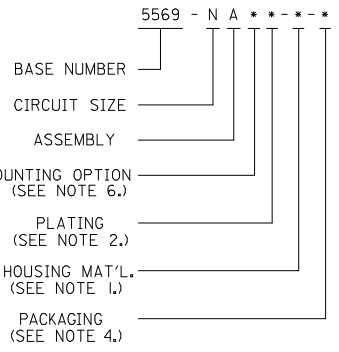 5569 - N A * * - * - *
BASE NUMBER
CIRCUIT SIZE
ASSEMBLY
OUNTING OPTION
(SEE NOTE 6.)
PLATING
(SEE NOTE 2.)
HOUSING MAT'L.
(SEE NOTE 1.)
PACKAGING
(SEE NOTE 4.)